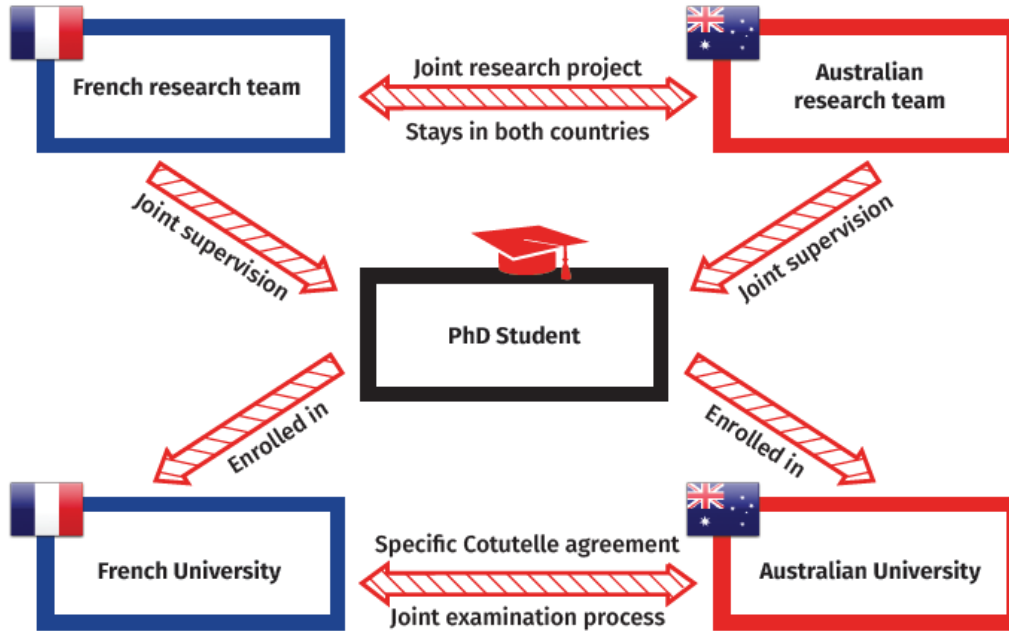 French research team
Joint research project
Stays in both countries
Australian
research team
Joint supervision
Joint supervision
PhD Student
Enrolled in
Enrolled in
French University
Specific Cotutelle agreement
Joint examination process
Australian University